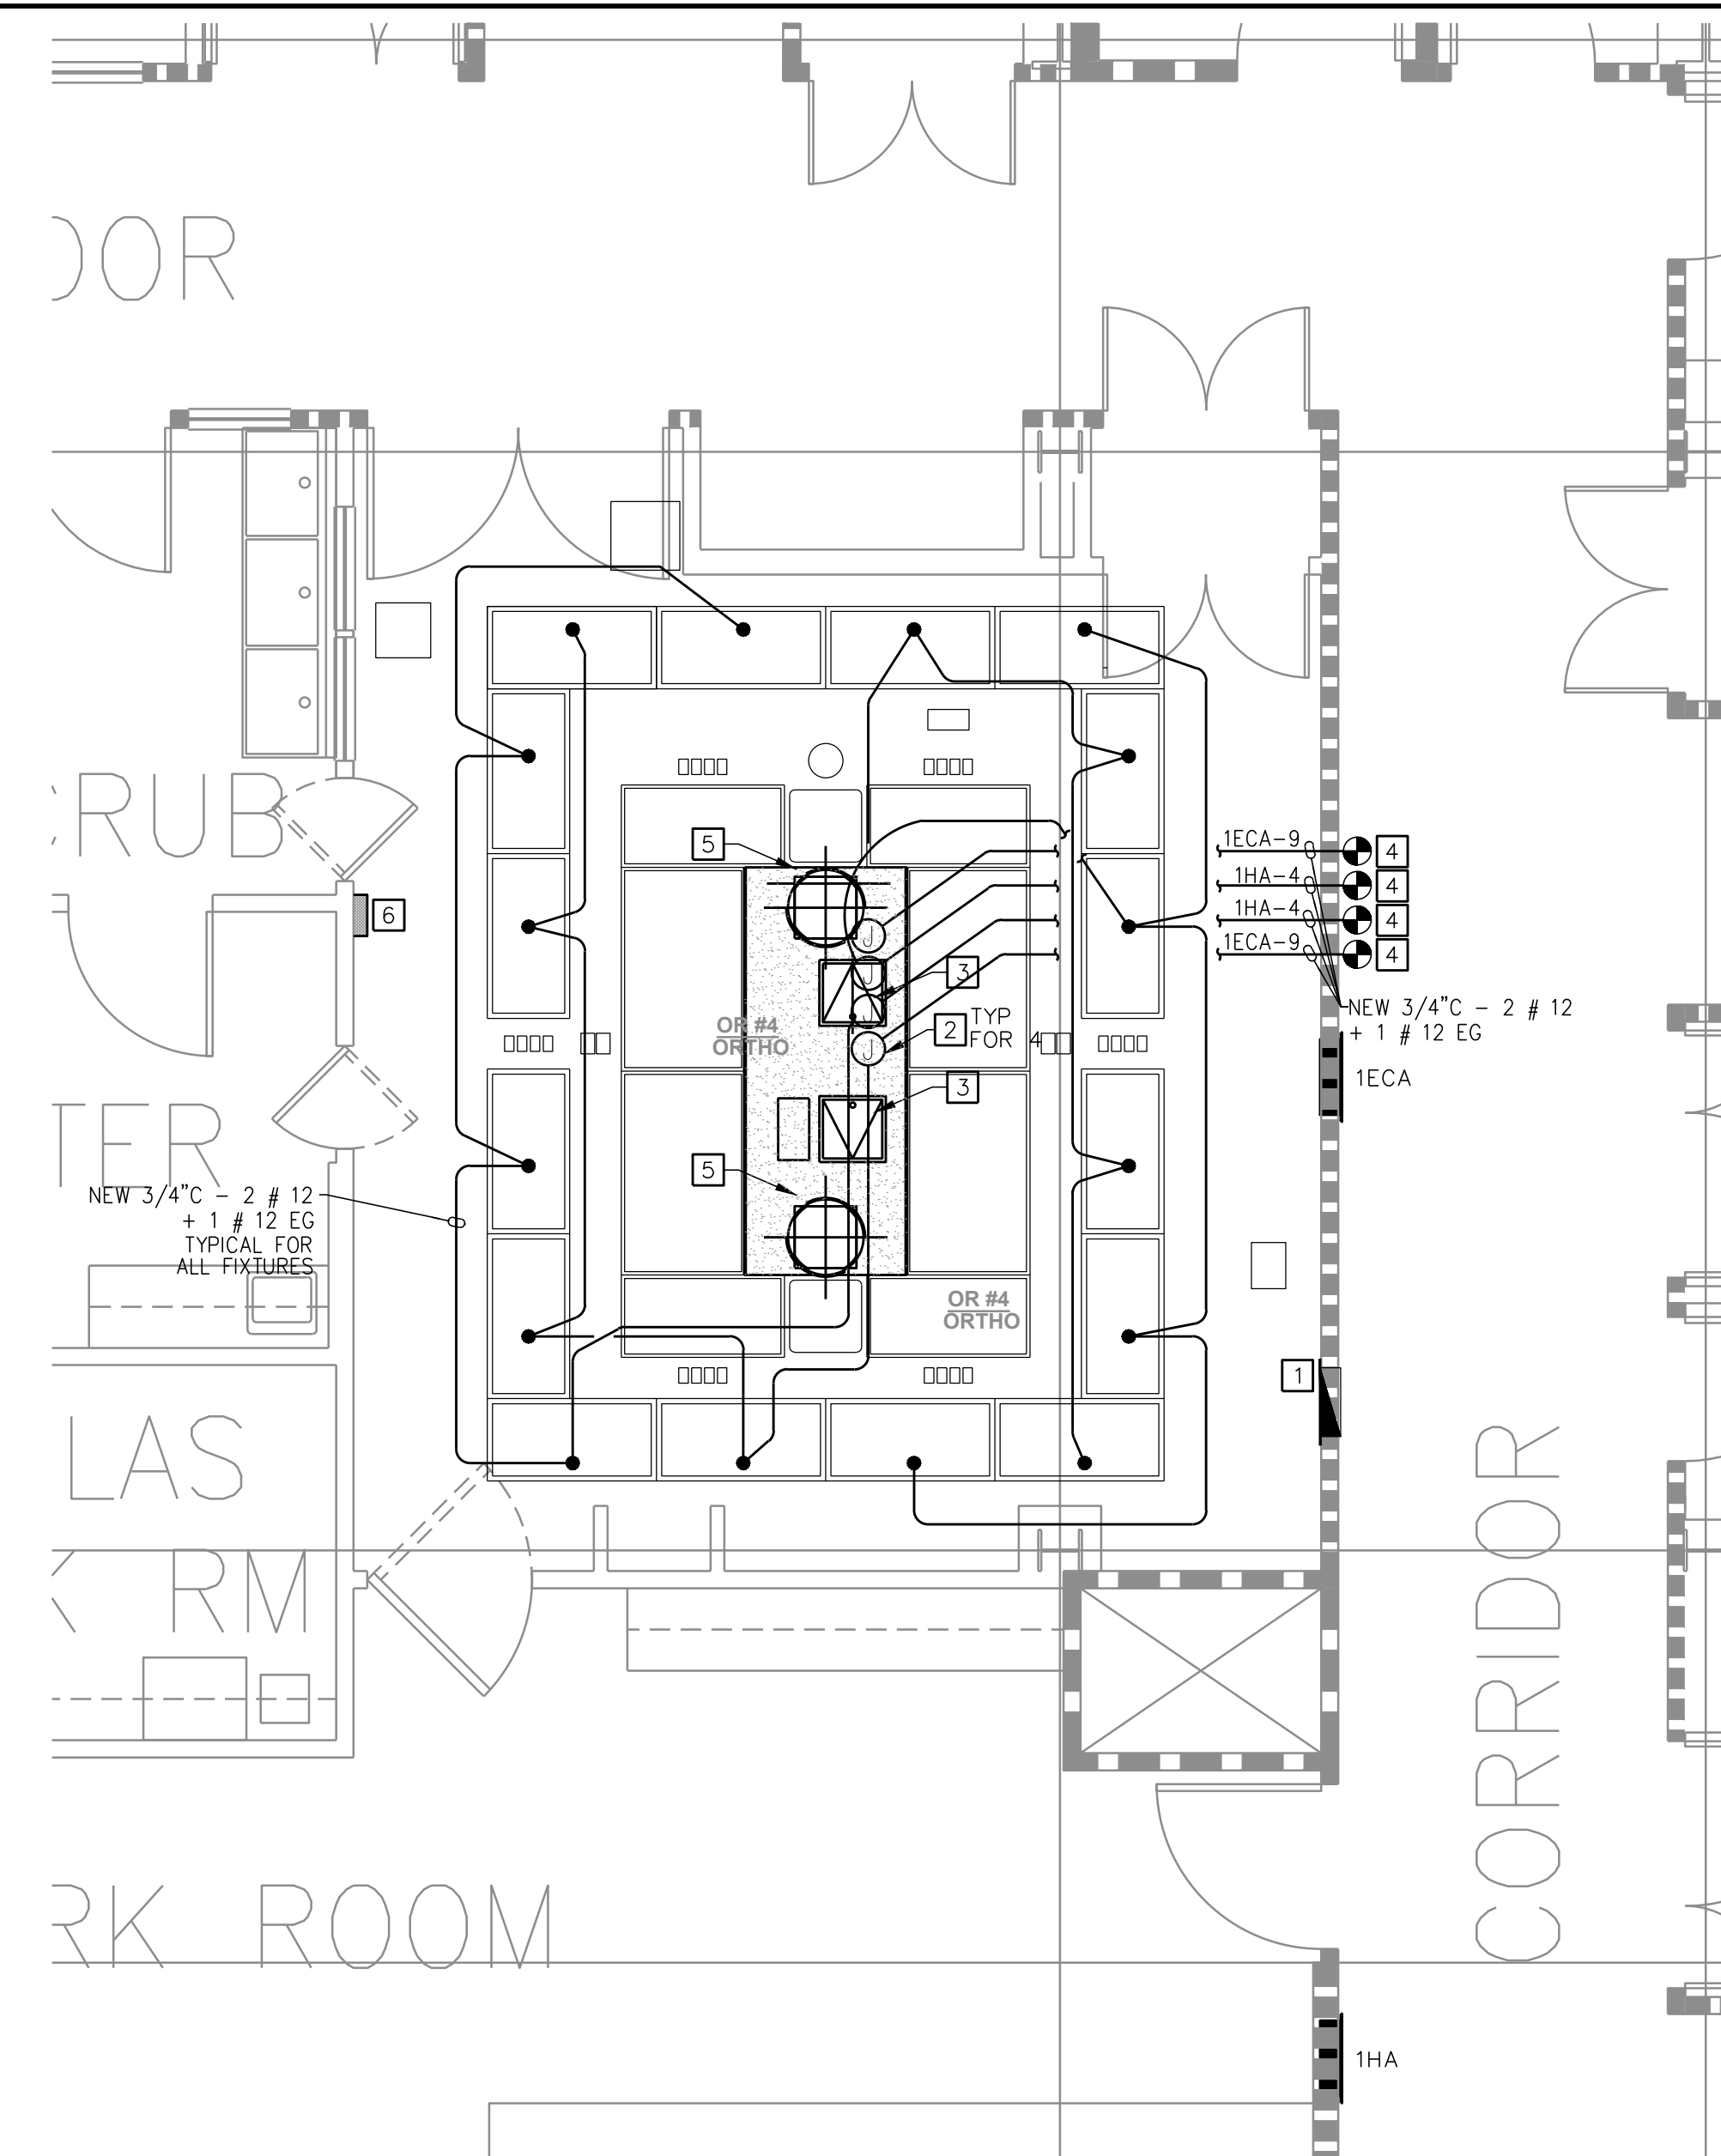 OOR
CRUB
5
1ECA-9
4
1HA-4
4
6
1HA-4
4
1ECA-9
4
J
J
J
J
3
OR #4
ORTHO
2
TYP
FOR 4
NEW 3/4"C - 2 # 12
+ 1 # 12 EG
1ECA
3
TER
5
NEW 3/4"C - 2 # 12
+ 1 # 12 EG
TYPICAL FOR
ALL FIXTURES
OR #4
ORTHO
1
LAS
K RM
CORRIDOR
RK ROOM
1HA